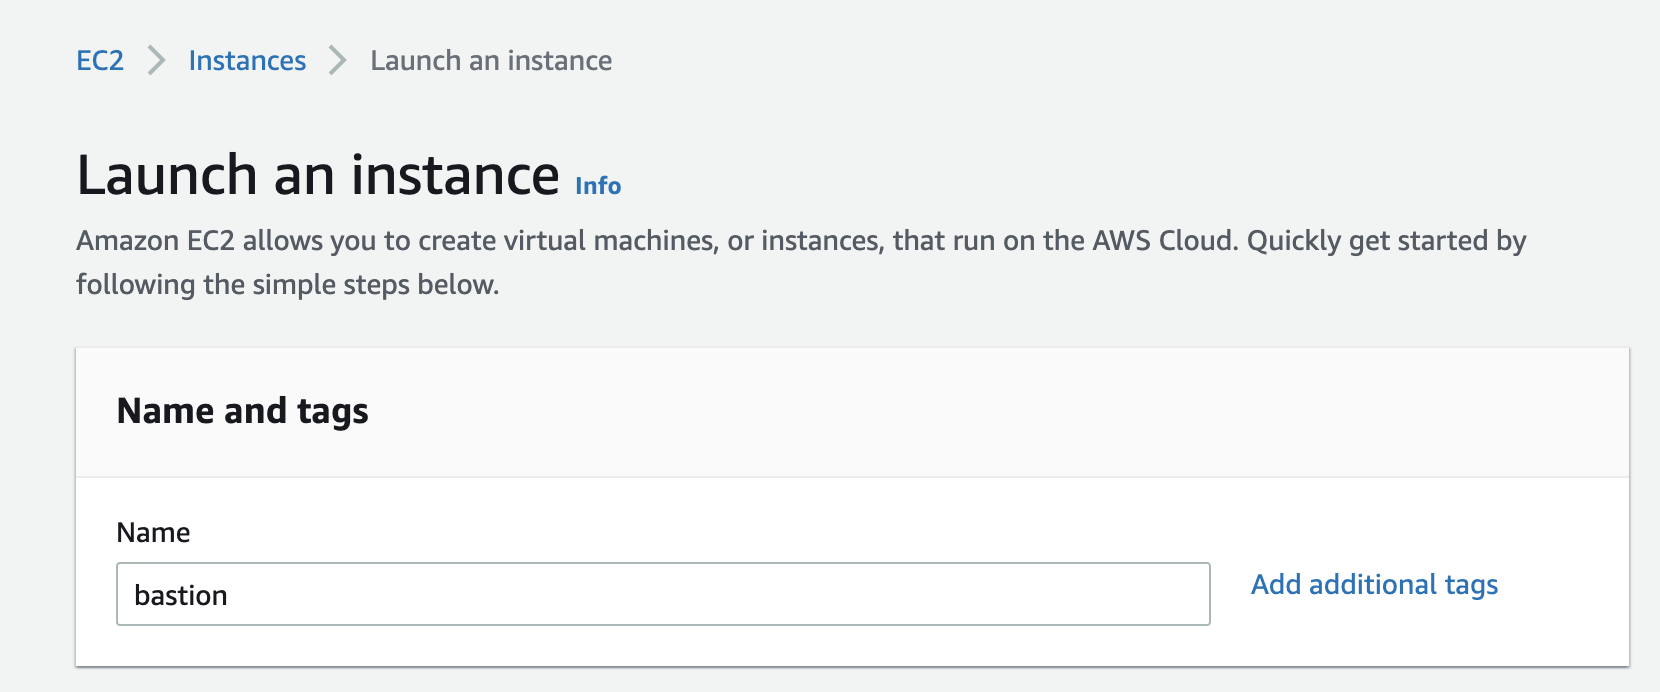 EC2 Instances Launch an instance
Launch an instance Info
Amazon EC2 allows you to create virtual machines, or instances, that run on the AWS Cloud. Quickly get started by
following the simple steps below.
Name and tags
Name
bastion
Add additional tags